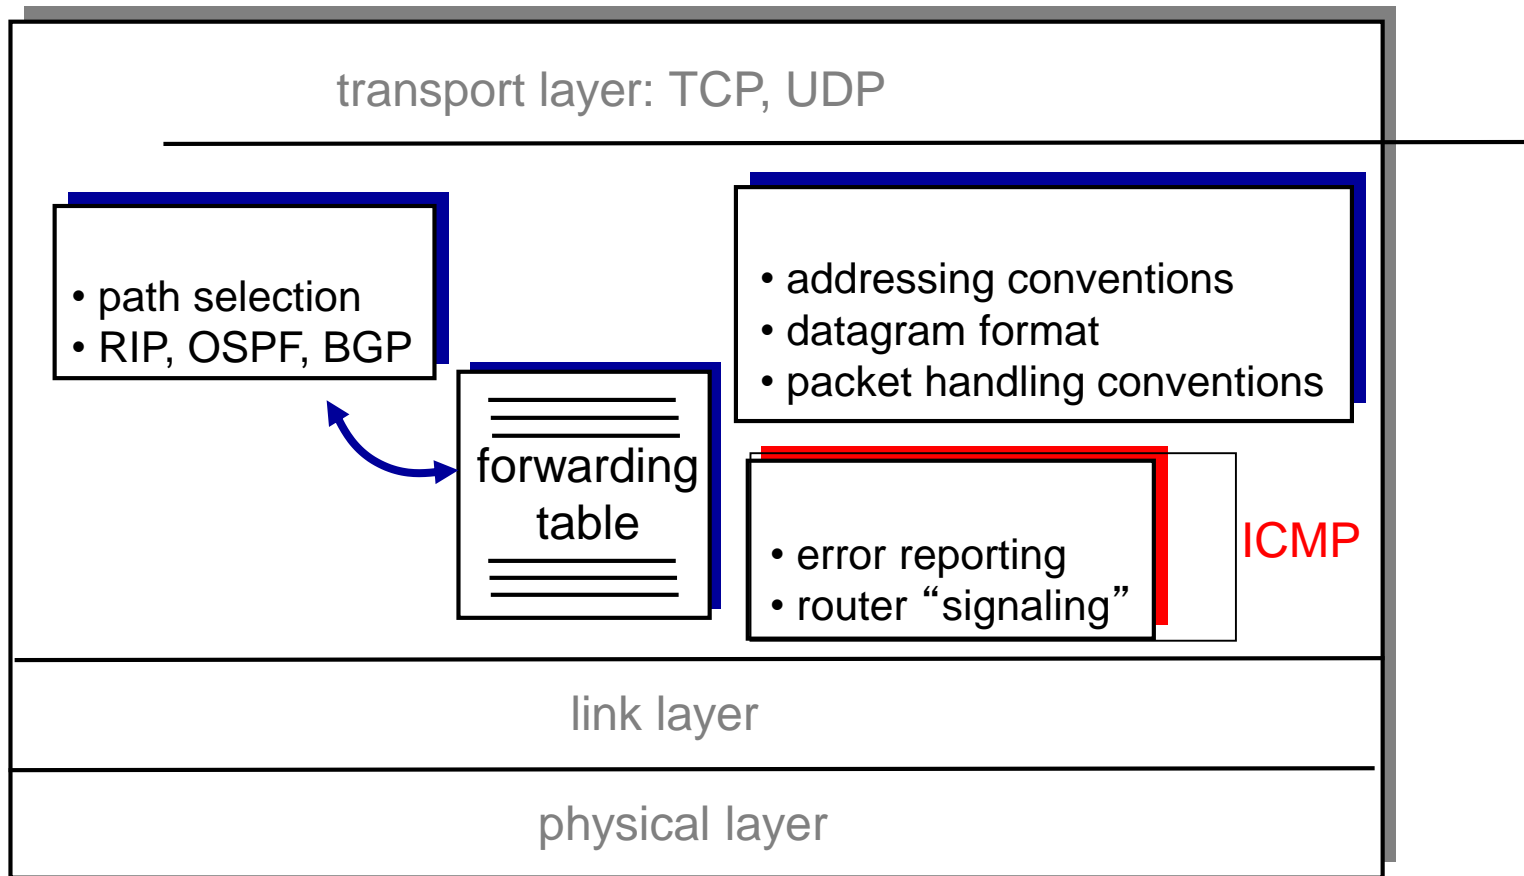 transport layer: TCP, UDP
• path selection
• RIP, OSPF, BGP
• addressing conventions
• datagram format
• packet handling conventions
forwarding
table
• error reporting
• router “signaling”
ICMP
link layer
physical layer